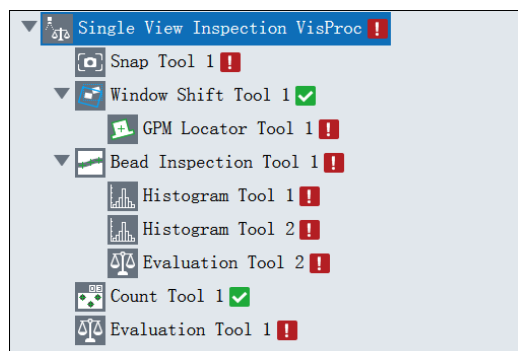 Single View Inspection VisProc
Snap Tool 1
Window Shift Tool 1
GPM Locator Tool 1
Bead Inspection Tool 1
Histogram Tool 1
Histogram Tool 2
Evaluation Tool 2
Count Tool 1
Evaluation Tool 1